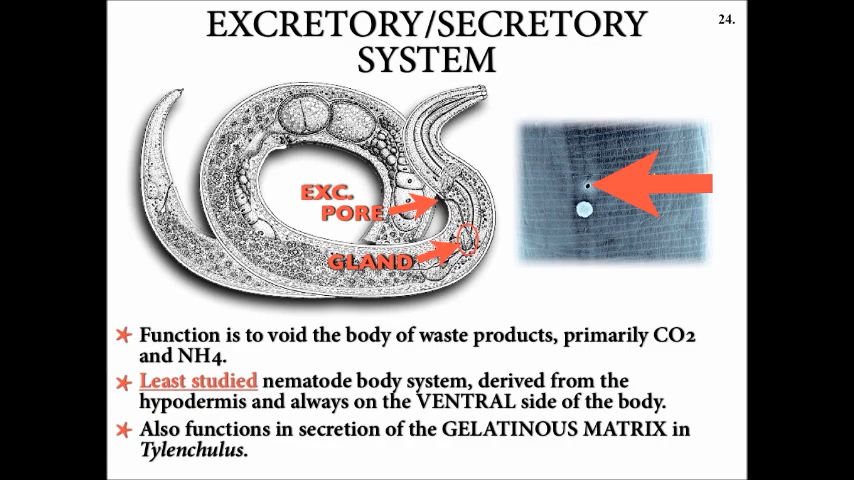 EXCRETORY/SECRETORY
SYSTEM
24.
EXC.
PORE
GLAND
Function is to void the body of waste products, primarily CO2
and NH4.
Least studied nematode body system, derived from the
hypodermis and always on the VENTRAL side of the body.
Also functions in secretion of the GELATINOUS MATRIX in
Tylenchulus.